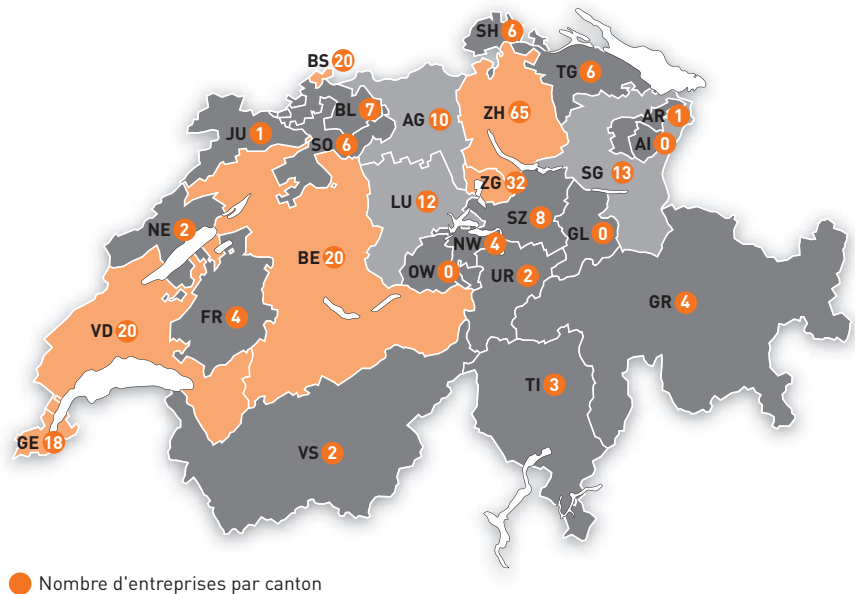 SH 6
BS 20
TG 6
BL 7
ZH 65
AR 1
AG 10
JU 1
SO 6
AI 0
SG 13
ZG 32
LU 12
SZ 8
NE 2
GL 0
NW 4
BE 20
OW 0
UR 2
GR 4
FR 4
VD 20
TI 3
GE 18
VS 2
Nombre d'entreprises par canton